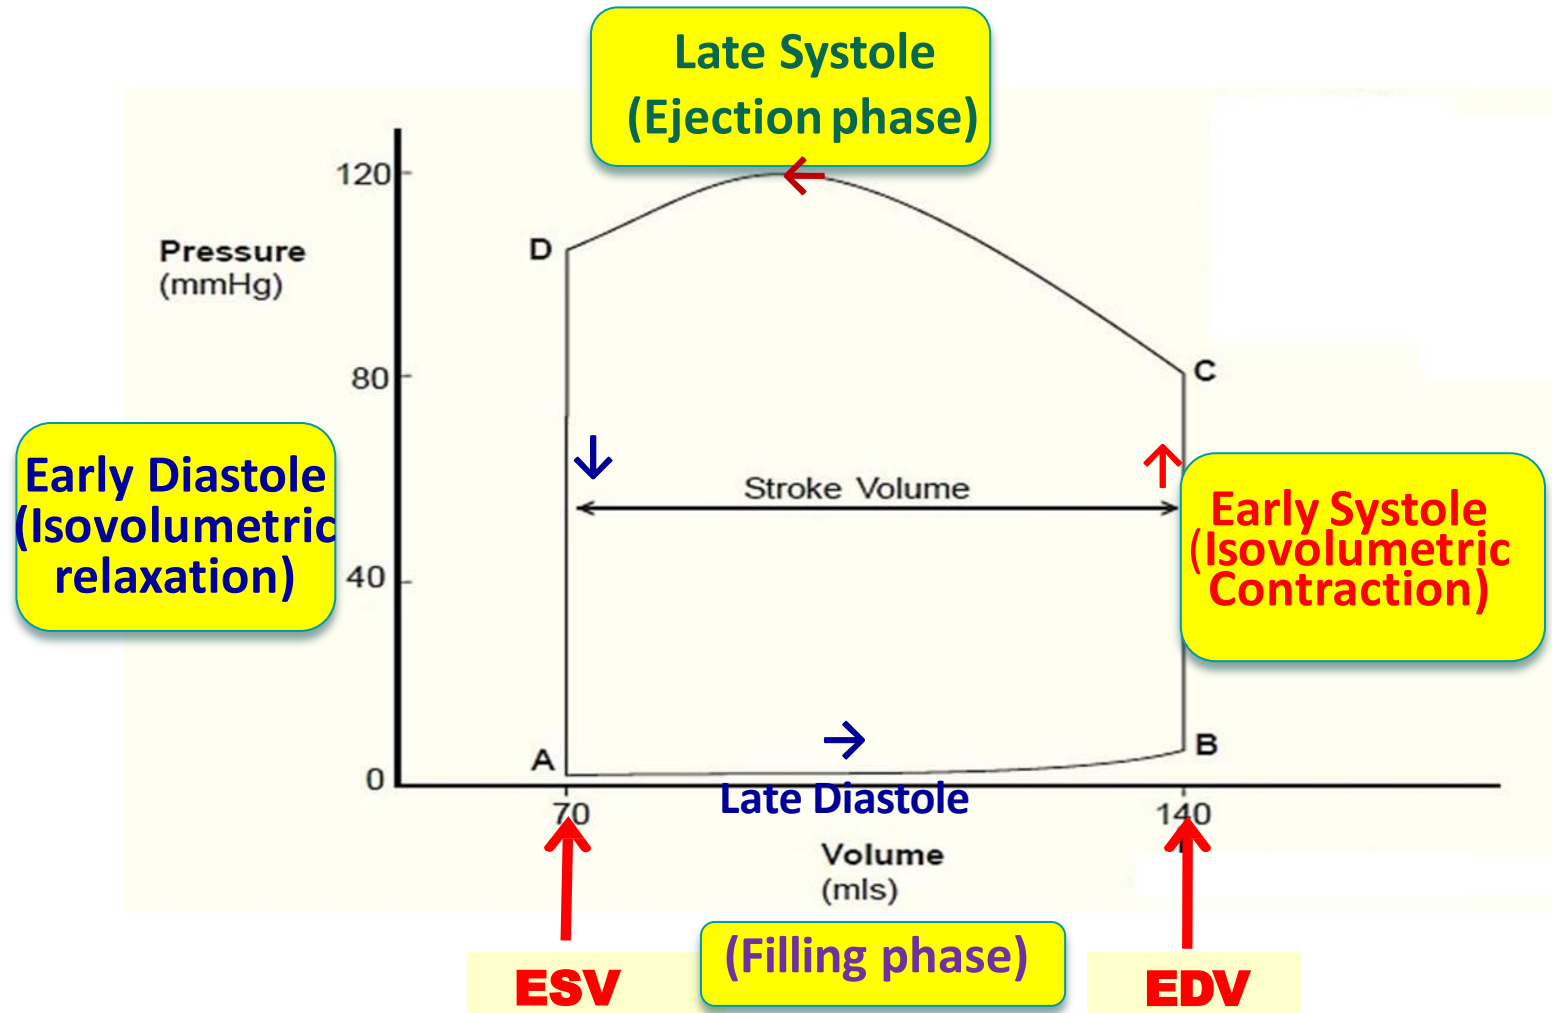 Late Systole
(Ejection phase)
120
Pressure
(mmHg)
D
80
C
Early Diastole
(Isovolumetric
relaxation)
Stroke Volume
Early Systole
(Isovolumetric
Contraction)
40
A
B
0
Late Diastole
70
140
Volume
(mls)
(Filling phase)
ESV
EDV